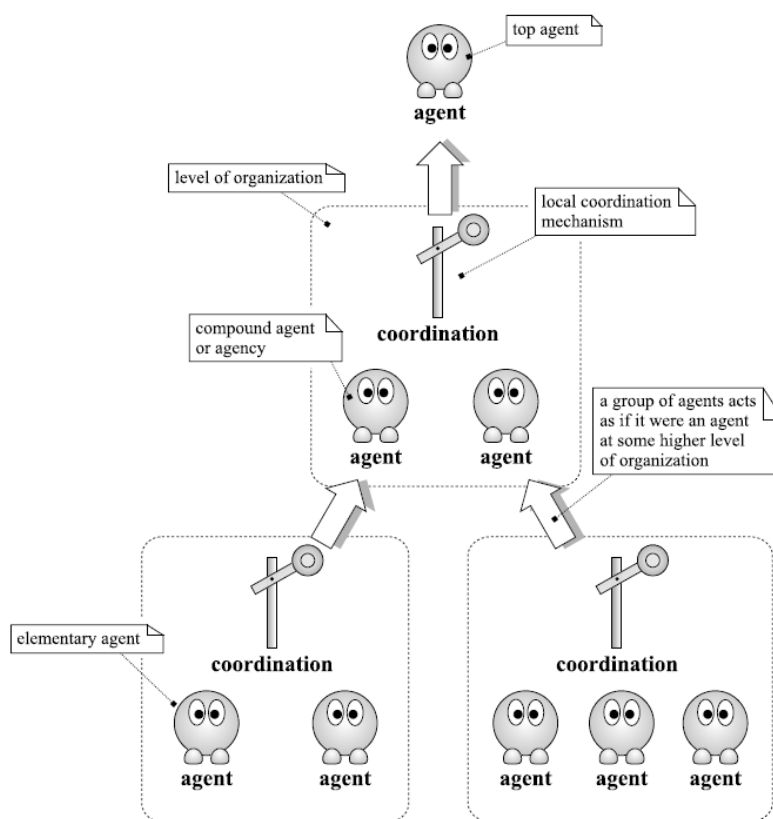 top agent
agent
level of organization
local coordination
mechanism
coordination
compound agent
or agency
agent
agent
a group of agents acts
as if it were an agent
at some higher level
of organization
coordination
coordination
elementary agent
agent
agent
agent
agent
agent